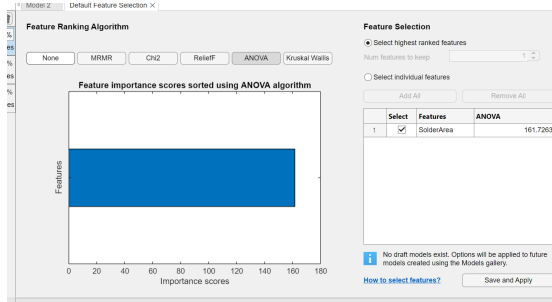 Model 2
Default Feature Selection ×
Feature Ranking Algorithm
None
MRMR
Chi2
ReliefF
ANOVA
Kruskal Wallis
Feature importance scores sorted using ANOVA algorithm
Features
0 20 40 60 80 100 120 140 160 180
Importance scores
Feature Selection
Select highest ranked features
Num features to keep 1
Select individual features
Add All
Remove All
Select Features ANOVA
1 SolderArea 161.7263
No draft models exist. Options will be applied to future
models created using the Models gallery.
How to select features?
Save and Apply
%
es
%
es
%
es